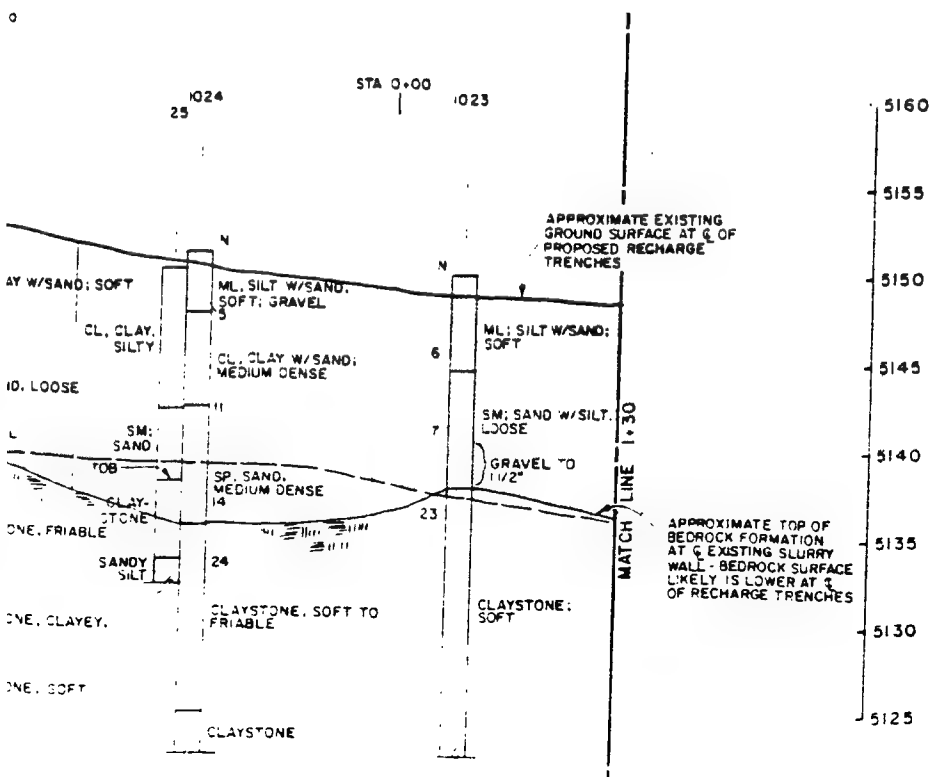 O
STA 0+00
1024
1023
25
5160
5155
5150
5145
5140
5135
5130
5125
APPROXIMATE EXISTING
GROUND SURFACE AT ℄ OF
PROPOSED RECHARGE
TRENCHES
N
N
AY W/SAND; SOFT
ML, SILT W/SAND,
SOFT; GRAVEL
5
CL, CLAY,
SILTY
CL, CLAY W/SAND;
MEDIUM DENSE
ML; SILT W/SAND;
SOFT
6
ND, LOOSE
11
SM;
SAND
SM; SAND W/SILT,
LOOSE
7
L
TOB
SP, SAND,
MEDIUM DENSE
14
GRAVEL TO
1 1/2"
CLAY-
STONE
23
ONE, FRIABLE
SANDY
SILT
24
MATCH LINE 1+30
APPROXIMATE TOP OF
BEDROCK FORMATION
AT ℄ EXISTING SLURRY
WALL - BEDROCK SURFACE
LIKELY IS LOWER AT ℄
OF RECHARGE TRENCHES
ONE, CLAYEY,
CLAYSTONE, SOFT TO
FRIABLE
CLAYSTONE;
SOFT
ONE, SOFT
CLAYSTONE